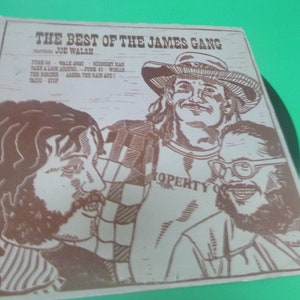 THE BEST OF THE JAMES GANG
FEATURING JOE WALSH
FUNK 49 WALK AWAY MIDNIGHT MAN
TAKE A LOOK AROUND FUNK 48 WOMAN
THE BOMBER ASHES THE RAIN AND I
YADIG STOP
PROPERTY O